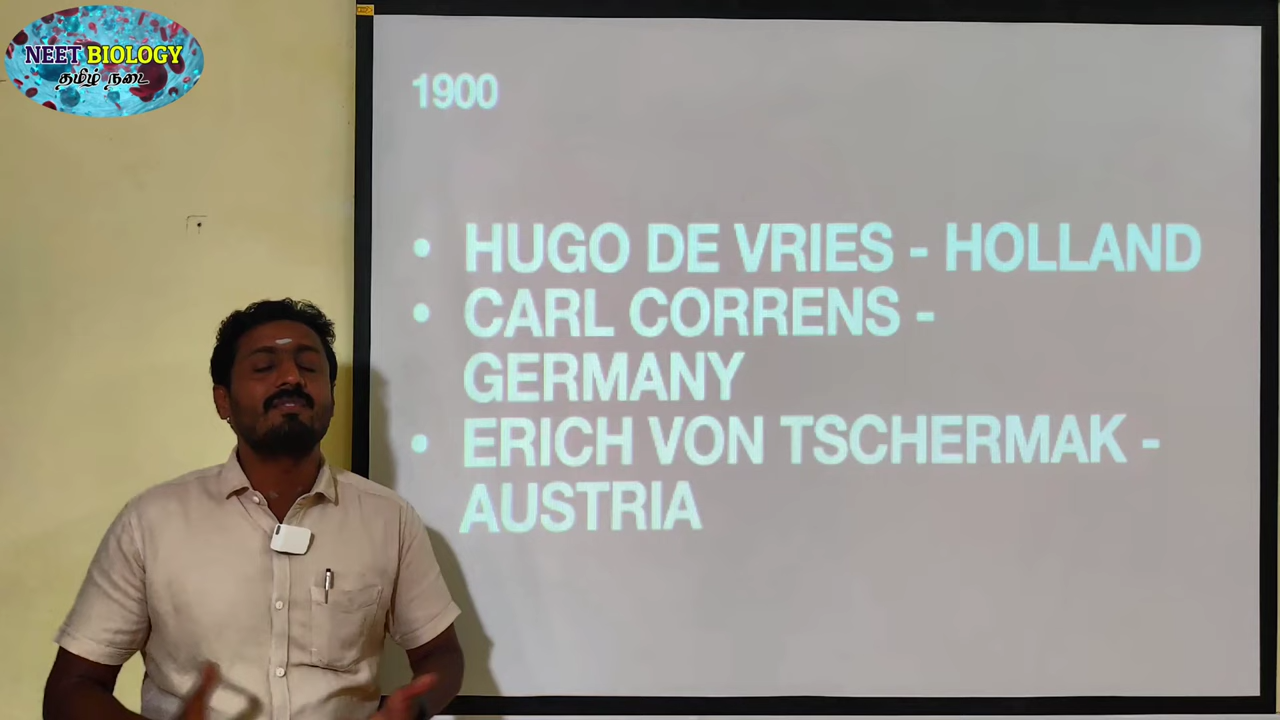 NEET BIOLOGY
தமிழ் நடை
1900
• HUGO DE VRIES - HOLLAND
• CARL CORRENS -
GERMANY
• ERICH VON TSCHERMAK -
AUSTRIA